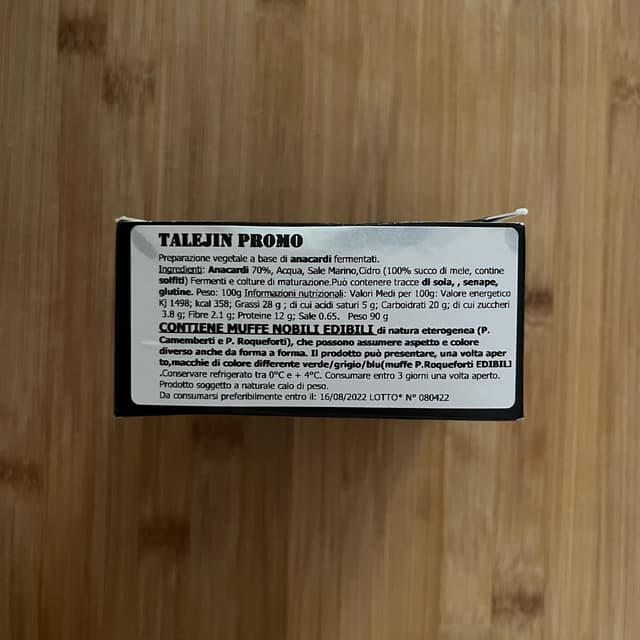 TALEJIN PROMO
Preparazione vegetale a base di anacardi fermentati.
Ingredienti: Anacardi 70%, Acqua, Sale Marino,Cidro (100% succo di mele, contine
solfiti) Fermenti e colture di maturazione.Può contenere tracce di soia, , senape,
glutine. Peso: 100g Informazioni nutrizionali: Valori Medi per 100g: Valore energetico
KJ 1498; kcal 358; Grassi 28 g ; di cui acidi saturi 5 g; Carboidrati 20 g; di cui zuccheri
3.8 g; Fibre 2.1 g; Proteine 12 g; Sale 0.65. Peso 90 g
CONTIENE MUFFE NOBILI EDIBILI di natura eterogenea (P.
Camemberti e P. Roqueforti), che possono assumere aspetto e colore
diverso anche da forma a forma. Il prodotto può presentare, una volta aper
to,macchie di colore differente verde/grigio/blu(muffe P.Roqueforti EDIBILI
.Conservare refrigerato tra 0°C e + 4°C. Consumare entro 3 giorni una volta aperto.
Prodotto soggetto a naturale calo di peso.
Da consumarsi preferibilmente entro il: 16/08/2022 LOTTO* N° 080422